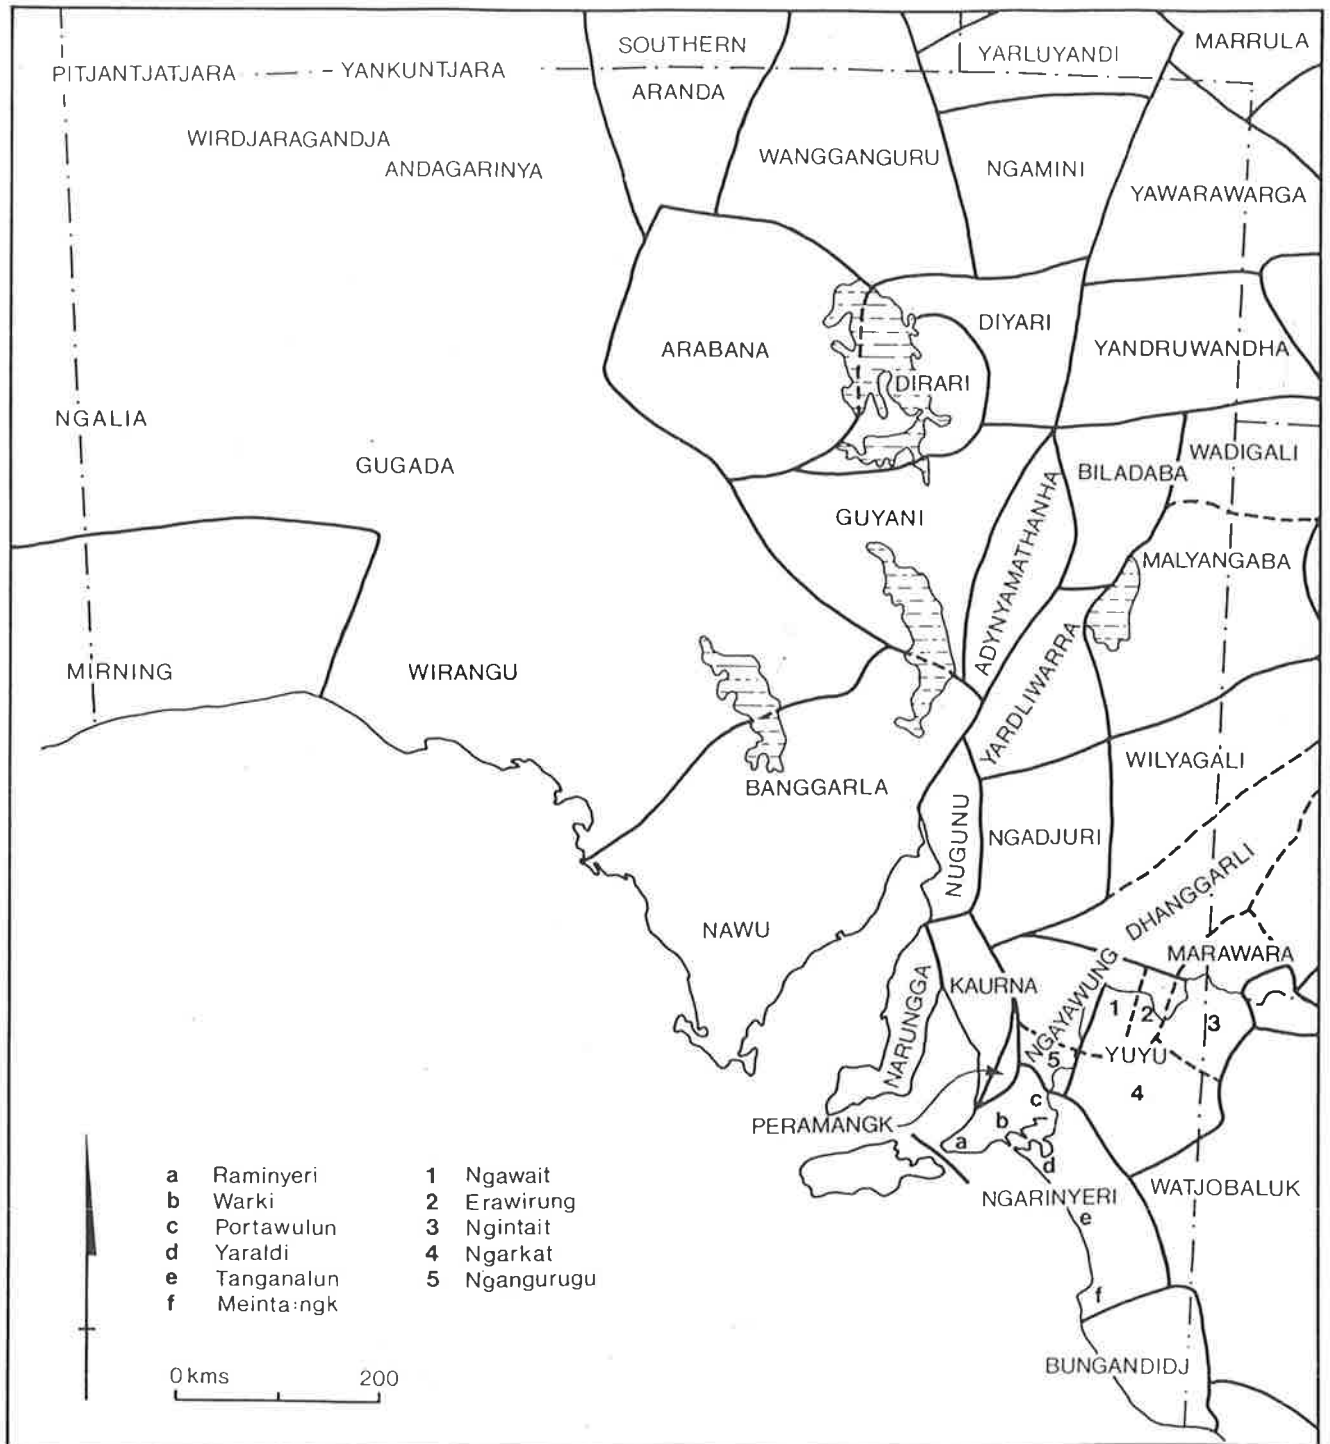 SOUTHERN
YARLUYANDI
MARRULA
PITJANTJATJARA
YANKUNTJARA
ARANDA
WIRDJARAGANDJA
ANDAGARINYA
WANGGANGURU
NGAMINI
YAWARAWARGA
ARABANA
DIYARI
YANDRUWANDHA
DIRARI
NGALIA
GUGADA
WADIGALI
BILADABA
GUYANI
ADYNYAMATHANHA
MALYANGABA
MIRNING
WIRANGU
YARDLIWARRA
BANGGARLA
WILYAGALI
NUGUNU
NGADJURI
NAWU
DHANGGARLI
MARAWARA
NARUNGGA
KAURNA
NGAYAWUNG
1
2
3
5
YUYU
4
PERAMANGK
c
b
a
d
NGARINYERI
WATJOBALUK
e
f
BUNGANDIDJ
a Raminyeri
b Warki
c Portawulun
d Yaraldi
e Tanganalun
f Meinta:ngk
1 Ngawait
2 Erawirung
3 Ngintait
4 Ngarkat
5 Ngangurugu
0 kms 200